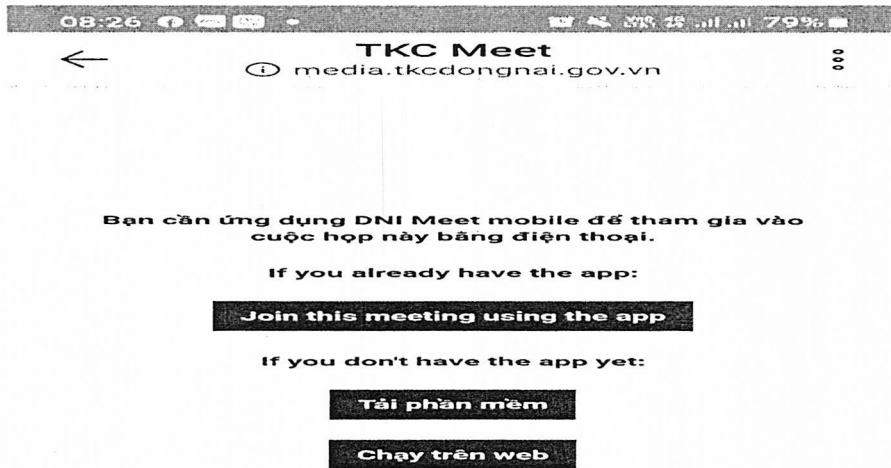 08:26
79%
TKC Meet
media.tkcdongnai.gov.vn
Bạn cần ứng dụng DNI Meet mobile để tham gia vào
cuộc họp này bằng điện thoại.
If you already have the app:
Join this meeting using the app
If you don't have the app yet:
Tải phần mềm
Chạy trên web